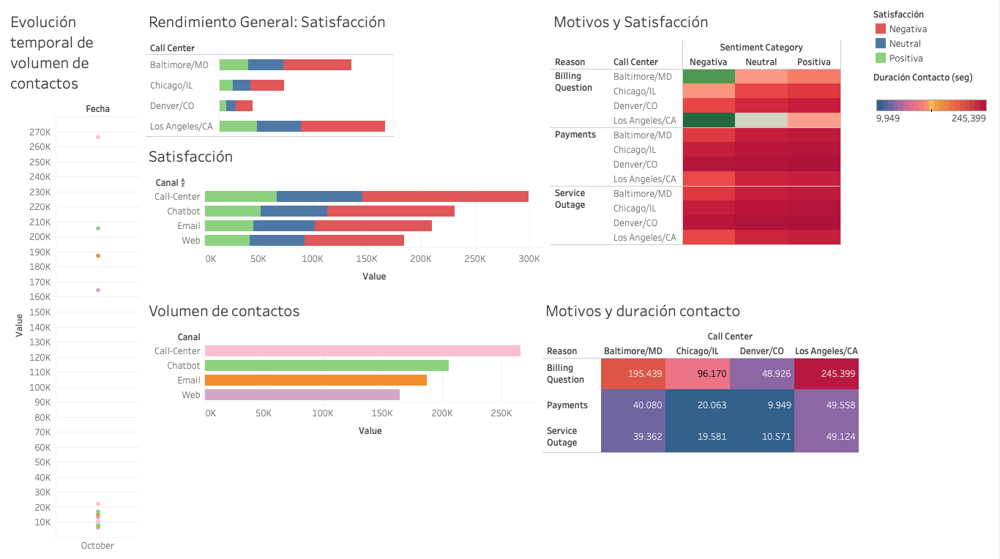 Evolución
temporal de
volumen de
contactos
Fecha
270K
260K
250K
240K
230K
220K
210K
200K
190K
180K
170K
160K
150K
140K
130K
120K
110K
100K
90K
80K
70K
60K
50K
40K
30K
20K
10K
Value
October
Rendimiento General: Satisfacción
Call Center
Baltimore/MD
Chicago/IL
Denver/CO
Los Angeles/CA
Satisfacción
Canal
Call-Center
Chatbot
Email
Web
0K 50K 100K 150K 200K 250K 300K
Value
Volumen de contactos
Canal
Call-Center
Chatbot
Email
Web
0K 50K 100K 150K 200K 250K
Value
Motivos y Satisfacción
Sentiment Category
Reason Call Center Negativa Neutral Positiva
Billing Baltimore/MD
Question
Chicago/IL
Denver/CO
Los Angeles/CA
Payments Baltimore/MD
Chicago/IL
Denver/CO
Los Angeles/CA
Service Baltimore/MD
Outage
Chicago/IL
Denver/CO
Los Angeles/CA
Motivos y duración contacto
Call Center
Reason Baltimore/MD Chicago/IL Denver/CO Los Angeles/CA
Billing
Question 195.439 96.170 48.926 245.399
Payments 40.080 20.063 9.949 49.558
Service
Outage 39.362 19.581 10.571 49.124
Satisfacción
Negativa
Neutral
Positiva
Duración Contacto (seg)
9,949 245,399